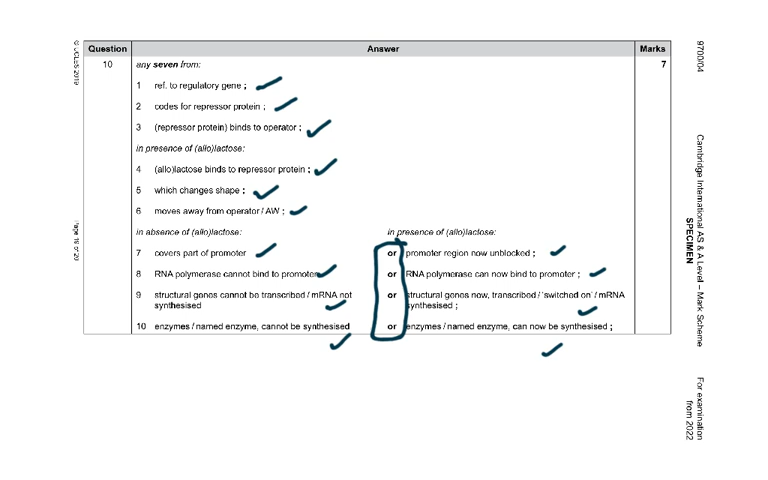 Question Answer Marks
10 any seven from: 7
1 ref. to regulatory gene ;
2 codes for repressor protein ;
3 (repressor protein) binds to operator ;
in presence of (allo)lactose:
4 (allo)lactose binds to repressor protein ;
5 which changes shape ;
6 moves away from operator / AW ;
in absence of (allo)lactose: in presence of (allo)lactose:
7 covers part of promoter or promoter region now unblocked ;
8 RNA polymerase cannot bind to promoter or RNA polymerase can now bind to promoter ;
9 structural genes cannot be transcribed / mRNA not or structural genes now, transcribed / 'switched on' / mRNA
synthesised synthesised ;
10 enzymes / named enzyme, cannot be synthesised or enzymes / named enzyme, can now be synthesised ;
© UCLES 2019
Page 19 of 20
9700/04
Cambridge International AS & A Level – Mark Scheme
SPECIMEN
For examination
from 2022